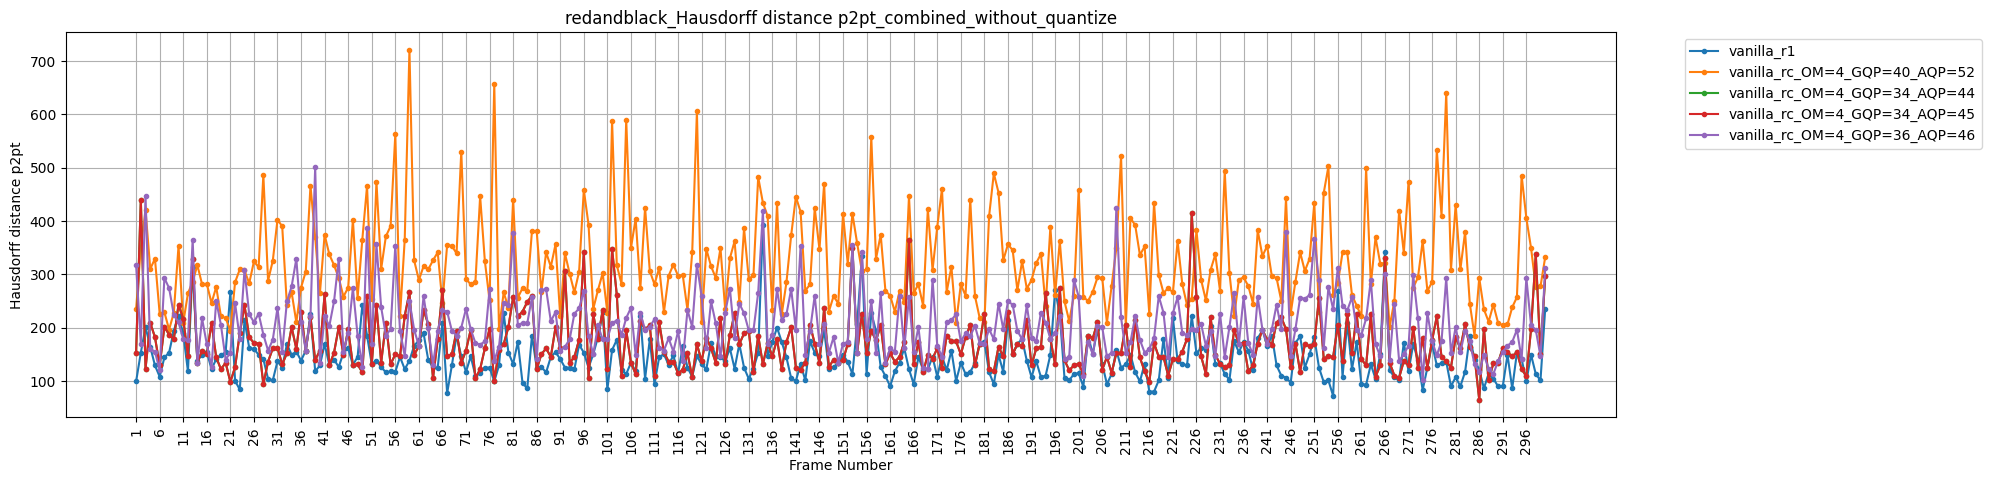 redandblack_Hausdorff distance p2pt_combined_without_quantize
Hausdorff distance p2pt
700
600
500
400
300
200
100
1 6 11 16 21 26 31 36 41 46 51 56 61 66 71 76 81 86 91 96 101 106 111 116 121 126 131 136 141 146 151 156 161 166 171 176 181 186 191 196 201 206 211 216 221 226 231 236 241 246 251 256 261 266 271 276 281 286 291 296
Frame Number
vanilla_r1
vanilla_rc_OM=4_GQP=40_AQP=52
vanilla_rc_OM=4_GQP=34_AQP=44
vanilla_rc_OM=4_GQP=34_AQP=45
vanilla_rc_OM=4_GQP=36_AQP=46